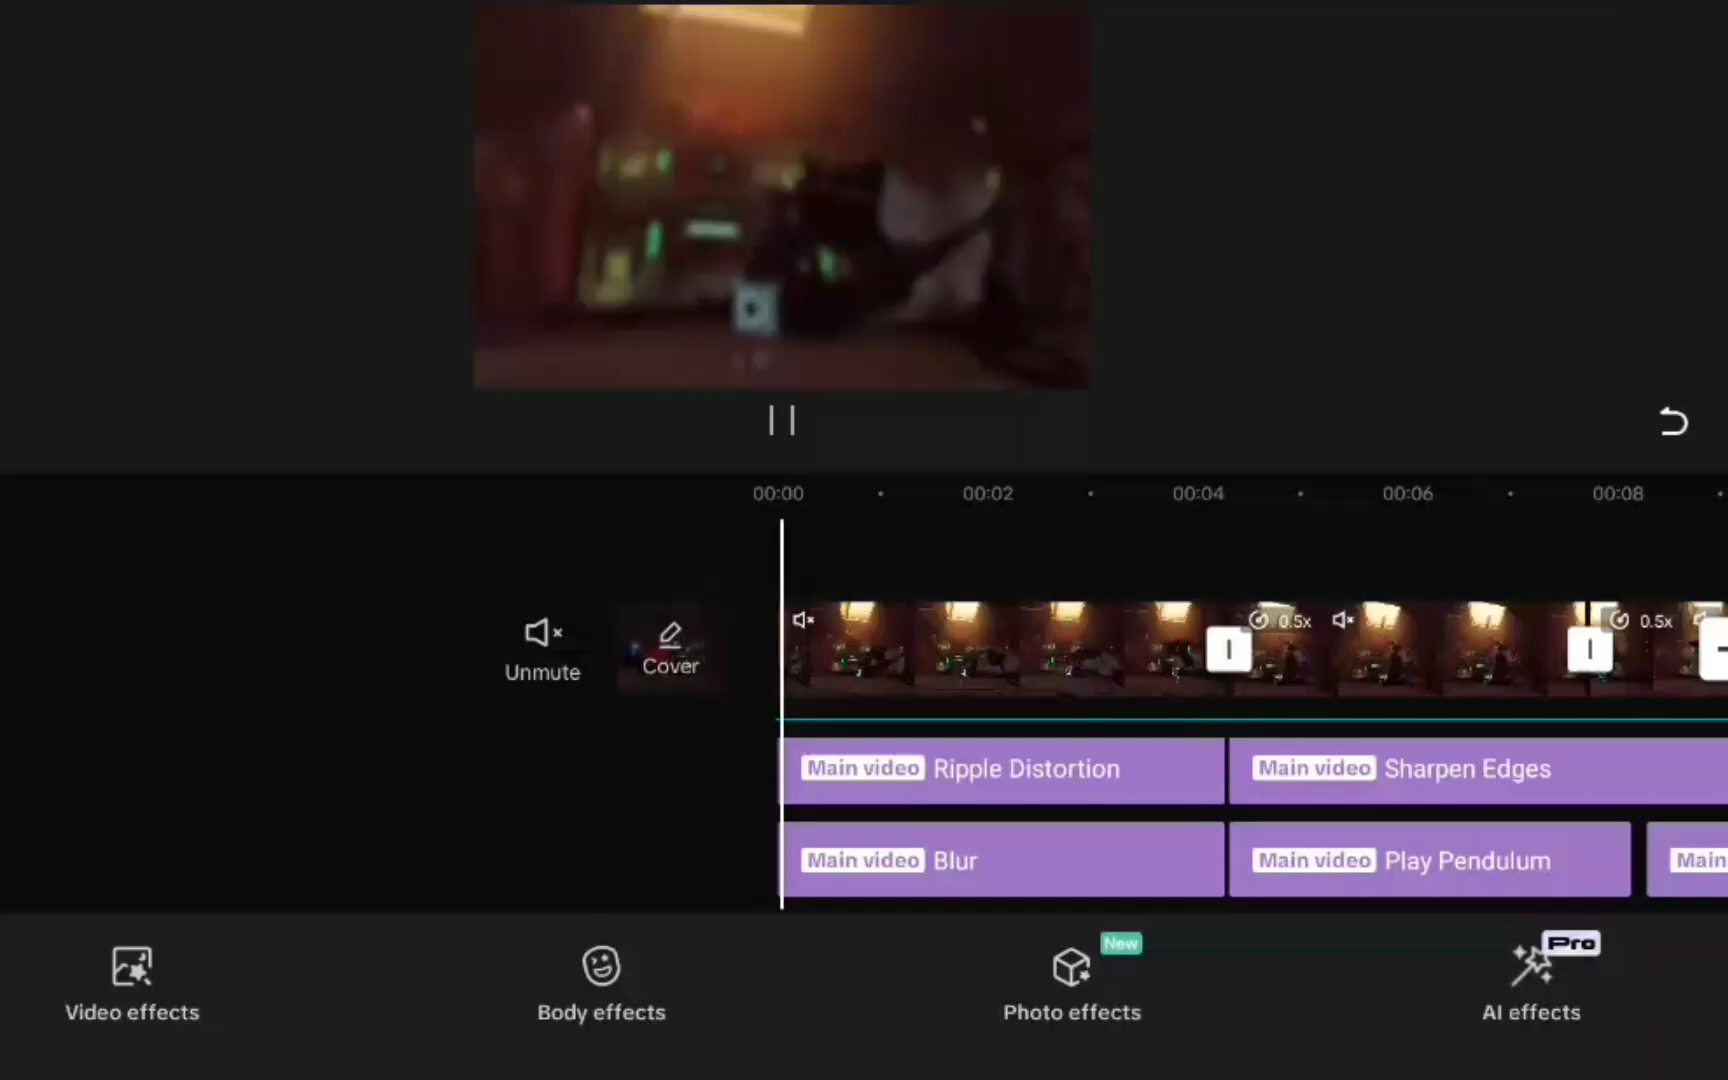 00:00
00:02
00:04
00:06
00:08
Unmute
Cover
0.5x
0.5x
Main video Ripple Distortion
Main video Sharpen Edges
Main video Blur
Main video Play Pendulum
Main
Video effects
Body effects
New
Photo effects
Pro
AI effects